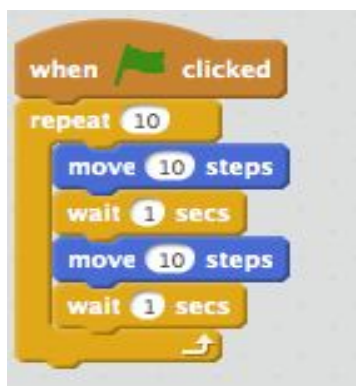 when clicked
repeat 10
move 10 steps
wait 1 secs
move 10 steps
wait 1 secs